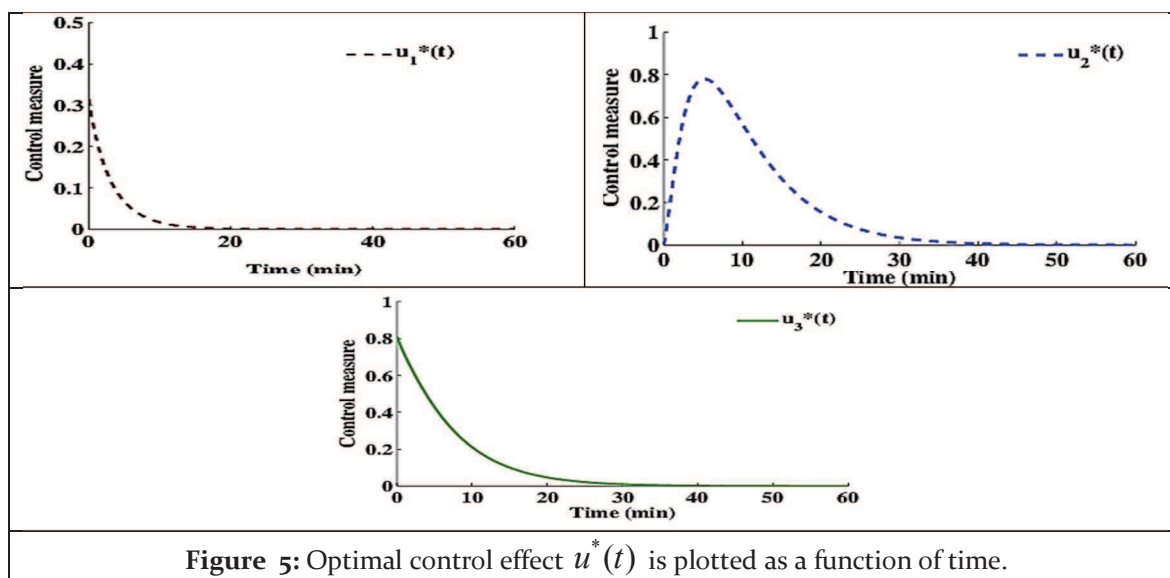 0.5
0.4
0.3
0.2
0.1
0
Control measure
u₁*(t)
0 20 40 60
Time (min)
1
0.8
0.6
0.4
0.2
0
Control measure
u₂*(t)
0 10 20 30 40 50 60
Time (min)
1
0.8
0.6
0.4
0.2
0
Control measure
u₃*(t)
0 10 20 30 40 50 60
Time (min)
Figure 5: Optimal control effect u*(t) is plotted as a function of time.